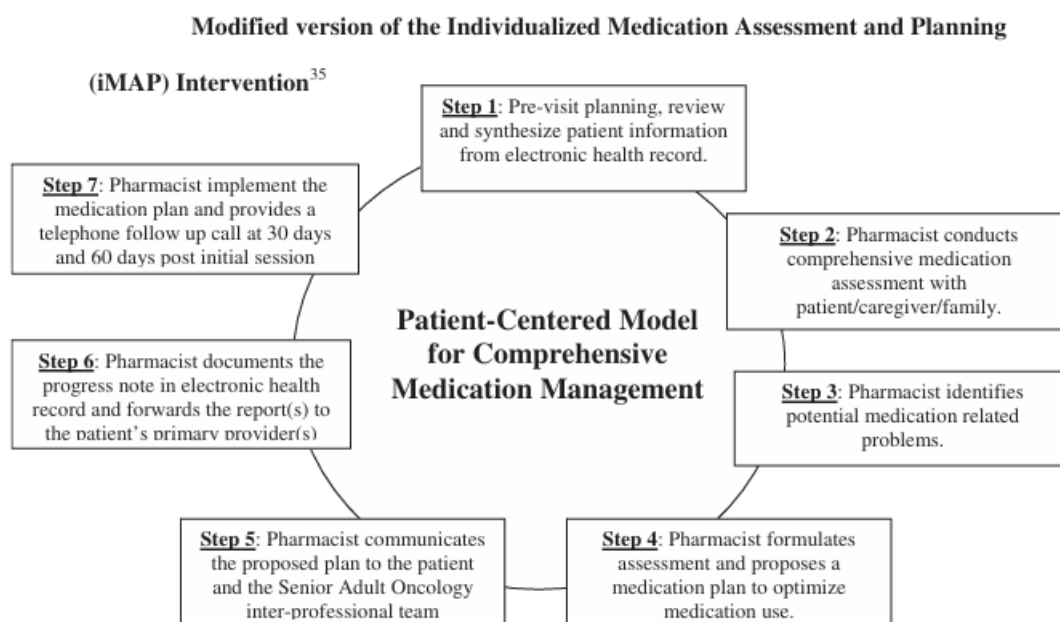 Modified version of the Individualized Medication Assessment and Planning
(iMAP) Intervention35
Step 1: Pre-visit planning, review
and synthesize patient information
from electronic health record.
Step 2: Pharmacist conducts
comprehensive medication
assessment with
patient/caregiver/family.
Step 3: Pharmacist identifies
potential medication related
problems.
Step 4: Pharmacist formulates
assessment and proposes a
medication plan to optimize
medication use.
Step 5: Pharmacist communicates
the proposed plan to the patient
and the Senior Adult Oncology
inter-professional team
Step 6: Pharmacist documents the
progress note in electronic health
record and forwards the report(s) to
the patient's primary provider(s)
Step 7: Pharmacist implement the
medication plan and provides a
telephone follow up call at 30 days
and 60 days post initial session
Patient-Centered Model
for Comprehensive
Medication Management